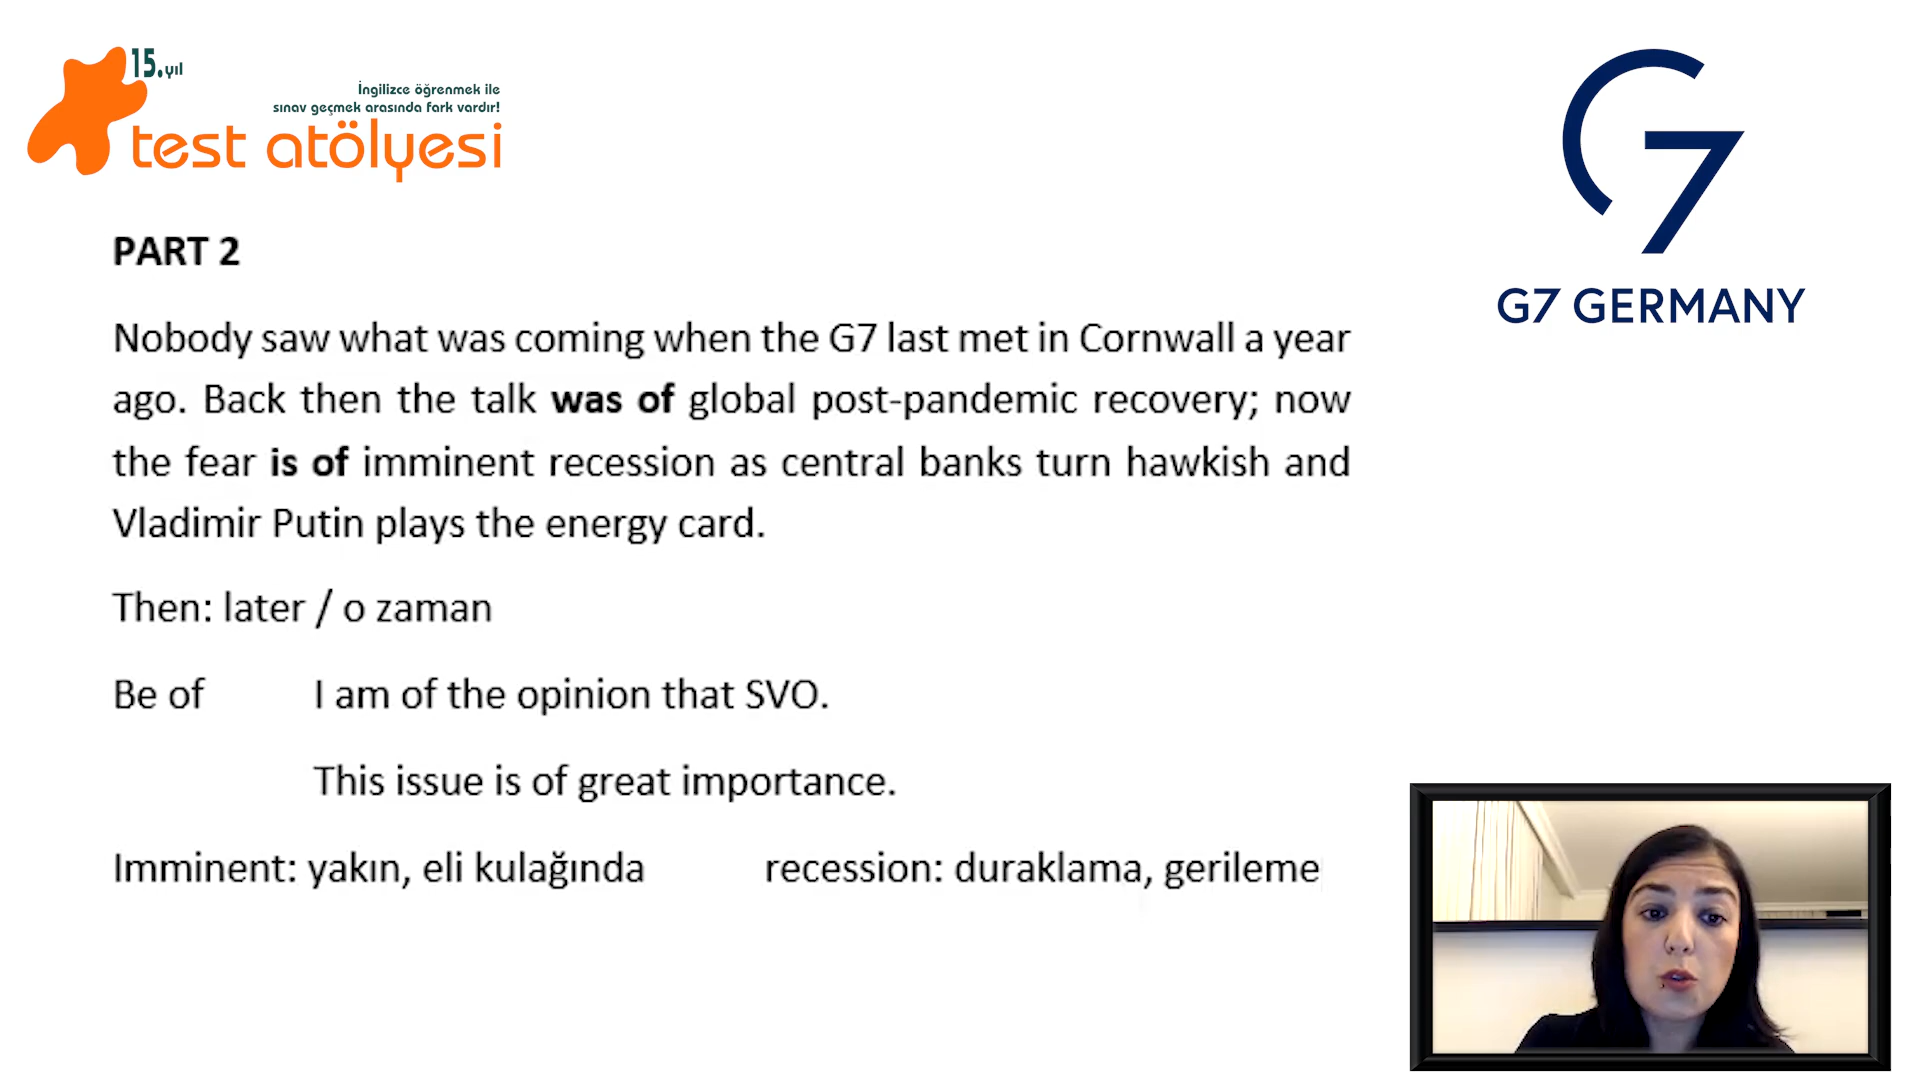 15.yıl
İngilizce öğrenmek ile
sınav geçmek arasında fark vardır!
test atölyesi
G7
G7 GERMANY
PART 2
Nobody saw what was coming when the G7 last met in Cornwall a year
ago. Back then the talk was of global post-pandemic recovery; now
the fear is of imminent recession as central banks turn hawkish and
Vladimir Putin plays the energy card.
Then: later / o zaman
Be of I am of the opinion that SVO.
This issue is of great importance.
Imminent: yakın, eli kulağında recession: duraklama, gerileme